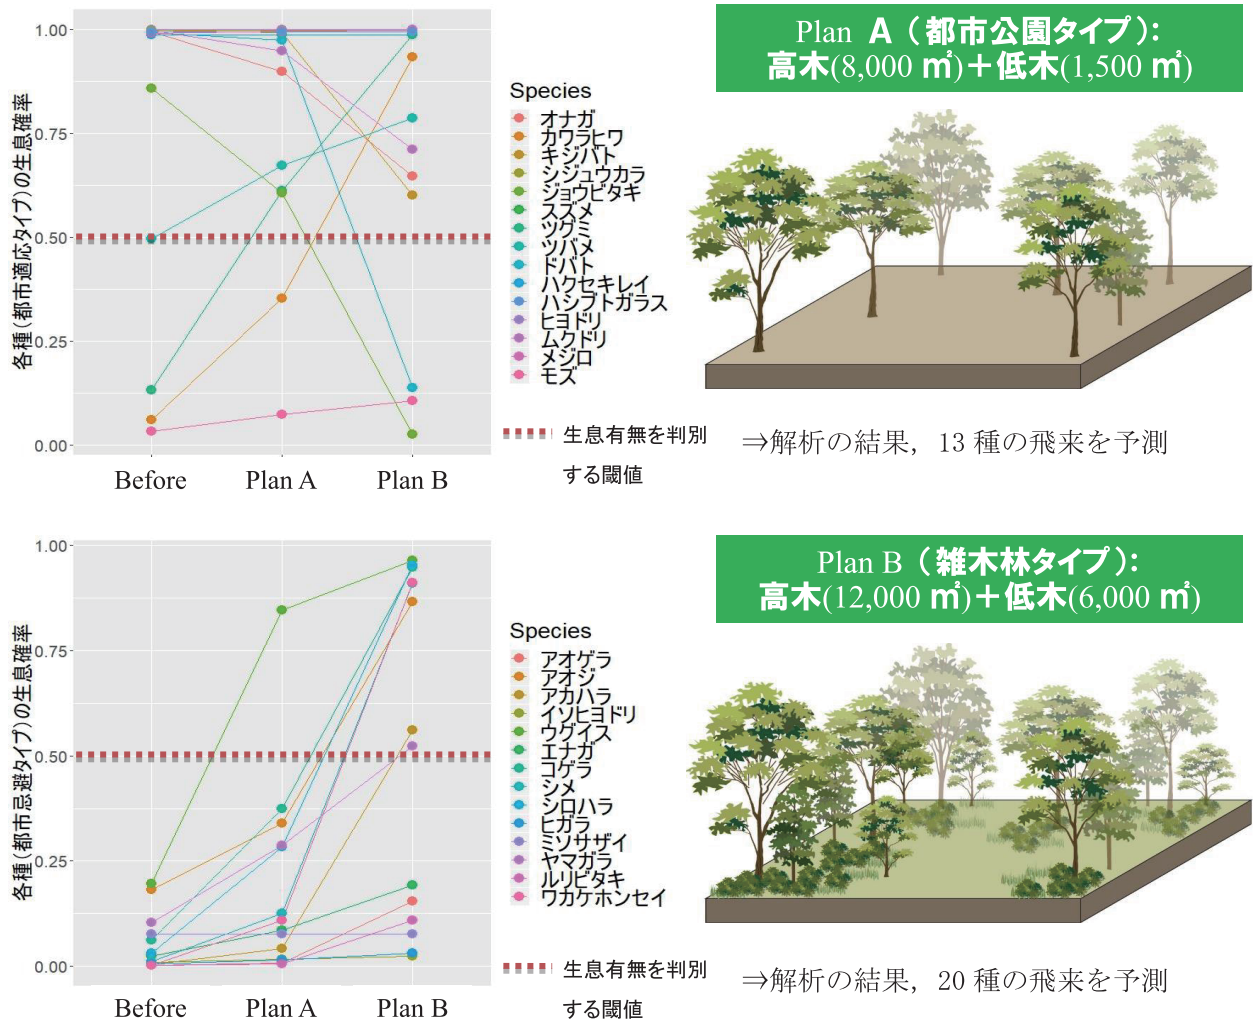 各種(都市適応タイプ)の生息確率
1.00
0.75
0.50
0.25
0.00
Before
Plan A
Plan B
Species
オナガ
カワラヒワ
キジバト
シジュウカラ
ジョウビタキ
スズメ
ツグミ
ツバメ
ドバト
ハクセキレイ
ハシブトガラス
ヒヨドリ
ムクドリ
メジロ
モズ
生息有無を判別
する閾値
Plan A（都市公園タイプ）：
高木(8,000 ㎡)＋低木(1,500 ㎡)
⇒解析の結果，13 種の飛来を予測
各種(都市忌避タイプ)の生息確率
1.00
0.75
0.50
0.25
0.00
Before
Plan A
Plan B
Species
アオゲラ
アオジ
アカハラ
イソヒヨドリ
ウグイス
エナガ
コゲラ
シメ
シロハラ
ヒガラ
ミソサザイ
ヤマガラ
ルリビタキ
ワカケホンセイ
生息有無を判別
する閾値
Plan B（雑木林タイプ）：
高木(12,000 ㎡)＋低木(6,000 ㎡)
⇒解析の結果，20 種の飛来を予測